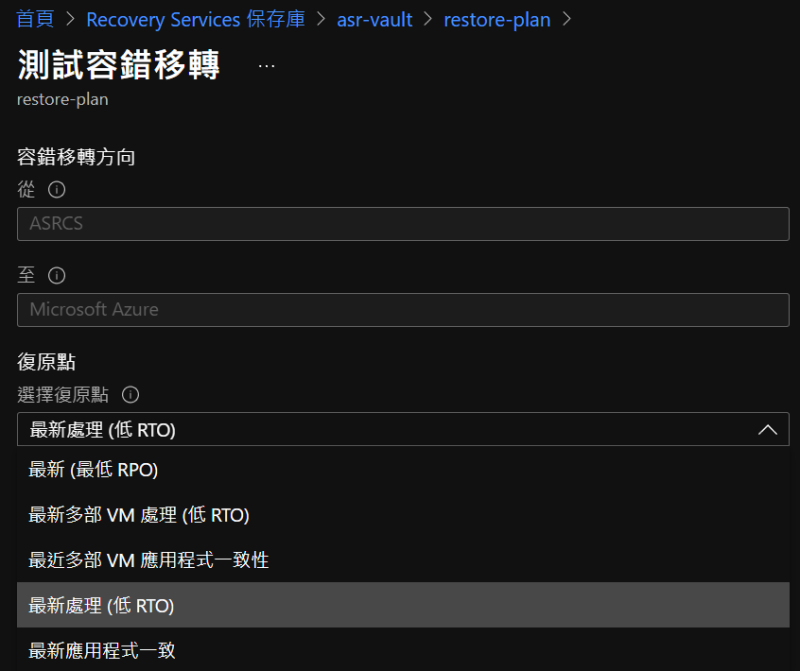 首頁 > Recovery Services 保存庫 > asr-vault > restore-plan >
測試容錯移轉 ...
restore-plan
容錯移轉方向
從
ASRCS
至
Microsoft Azure
復原點
選擇復原點
最新處理 (低 RTO)
最新 (最低 RPO)
最新多部 VM 處理 (低 RTO)
最近多部 VM 應用程式一致性
最新處理 (低 RTO)
最新應用程式一致